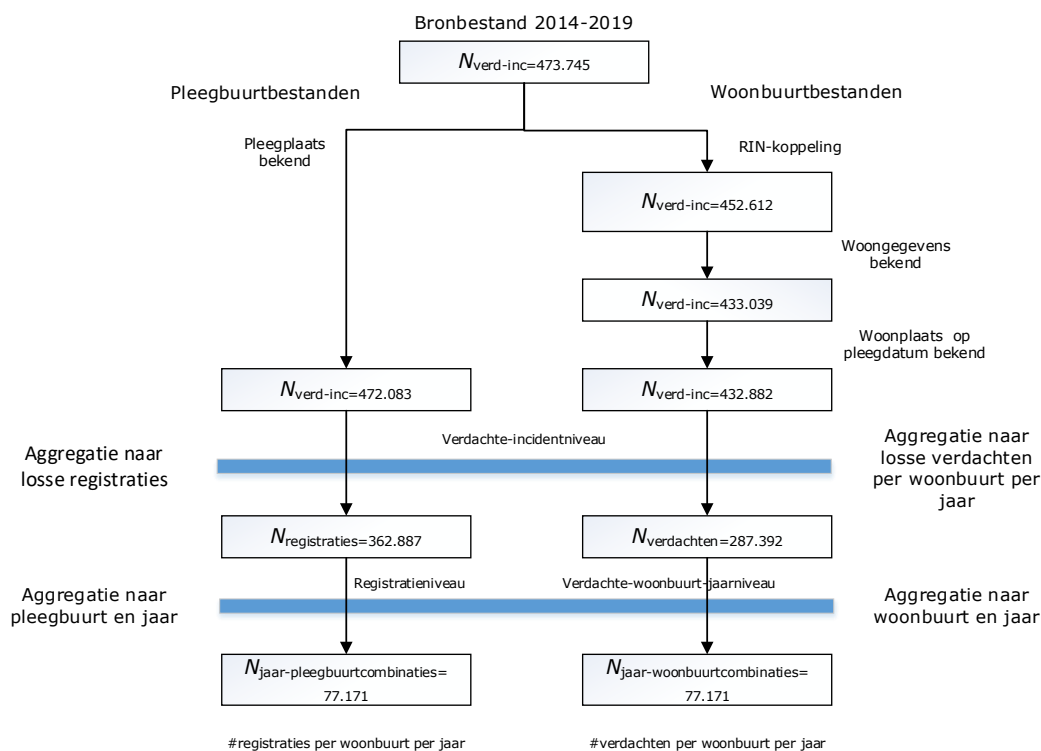 Bronbestand 2014-2019
Nverd-inc=473.745
Pleegbuurtbestanden
Woonbuurtbestanden
Pleegplaats
bekend
RIN-koppeling
Nverd-inc=452.612
Woongegevens
bekend
Nverd-inc=433.039
Woonplaats op
pleegdatum bekend
Nverd-inc=472.083
Nverd-inc=432.882
Verdachte-incidentniveau
Aggregatie naar
losse registraties
Aggregatie naar
losse verdachten
per woonbuurt per
jaar
Nregistraties=362.887
Nverdachten=287.392
Registratieniveau
Verdachte-woonbuurt-jaarniveau
Aggregatie naar
pleegbuurt en jaar
Aggregatie naar
woonbuurt en jaar
Njaar-pleegbuurtcombinaties=
77.171
Njaar-woonbuurtcombinaties=
77.171
#registraties per woonbuurt per jaar
#verdachten per woonbuurt per jaar